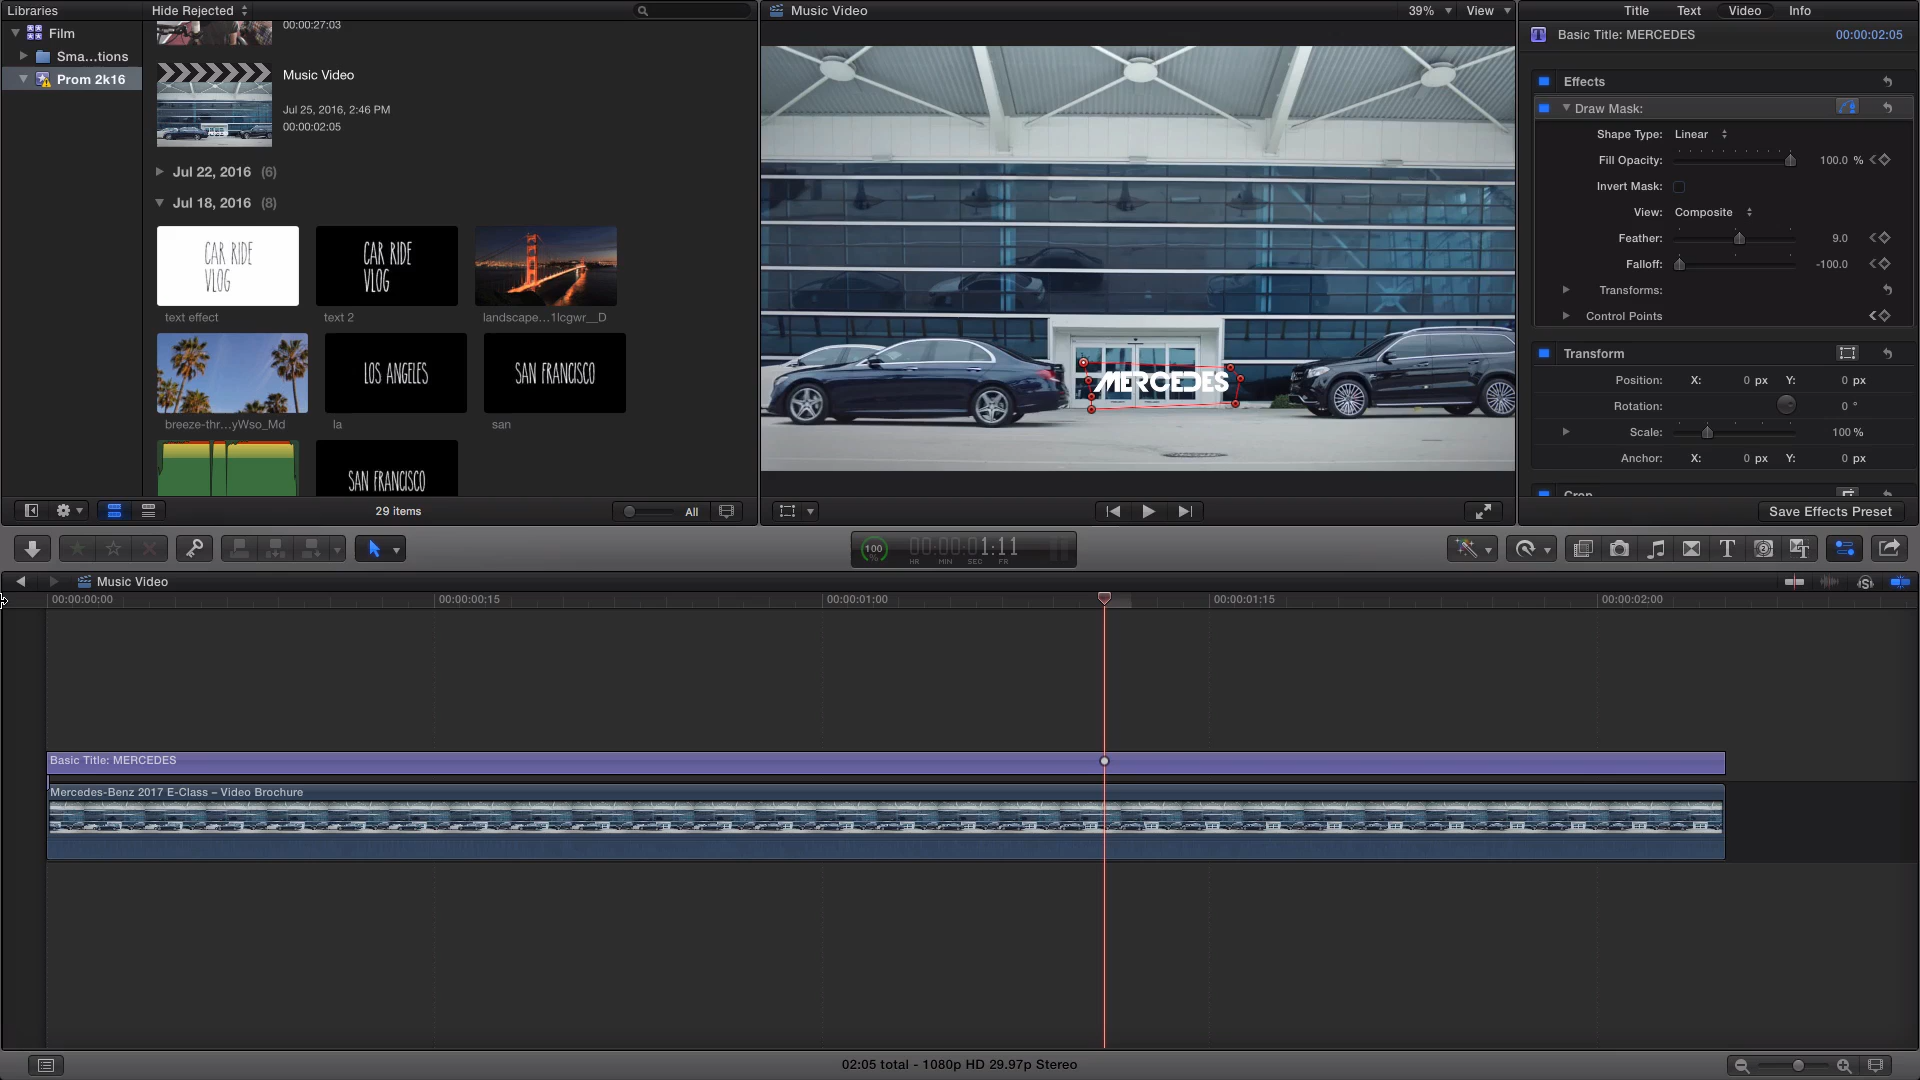 Libraries
Hide Rejected
Music Video
39%
View
Title
Text
Video
Info
Film
Sma...tions
Prom 2k16
00:00:27:03
Music Video
Jul 25, 2016, 2:46 PM
00:00:02:05
Jul 22, 2016 (6)
Jul 18, 2016 (8)
CAR RIDE
VLOG
CAR RIDE
VLOG
text effect
text 2
landscape...1lcgwr__D
LOS ANGELES
SAN FRANCISCO
breeze-thr...yWso_Md
la
san
SAN FRANCISCO
29 items
All
MERCEDES
Basic Title: MERCEDES
00:00:02:05
Effects
Draw Mask:
Shape Type: Linear
Fill Opacity: 100.0 %
Invert Mask:
View: Composite
Feather: 9.0
Falloff: -100.0
Transforms:
Control Points
Transform
Position: X: 0 px Y: 0 px
Rotation: 0 °
Scale: 100 %
Anchor: X: 0 px Y: 0 px
Crop
Save Effects Preset
100
%
00:00:01:11
HR MIN SEC FR
Music Video
00:00:00:00
00:00:00:15
00:00:01:00
00:00:01:15
00:00:02:00
Basic Title: MERCEDES
Mercedes-Benz 2017 E-Class – Video Brochure
02:05 total - 1080p HD 29.97p Stereo